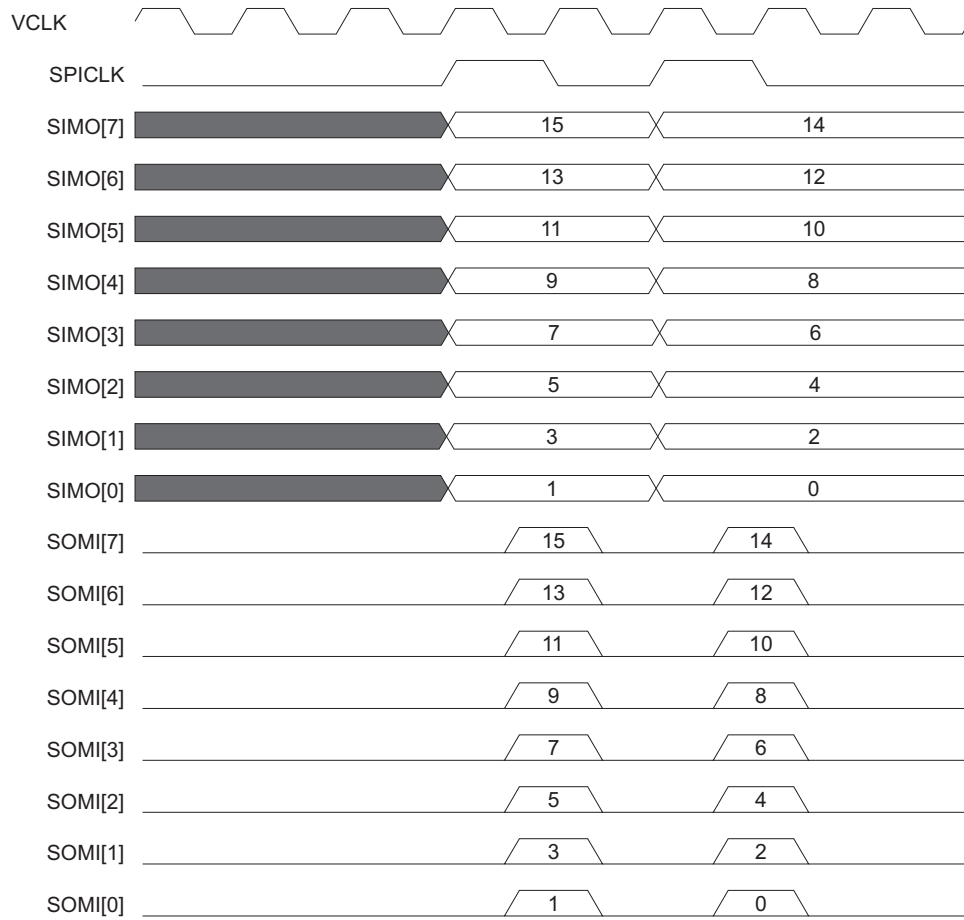 VCLK
SPICLK
SIMO[7] 15 14
SIMO[6] 13 12
SIMO[5] 11 10
SIMO[4] 9 8
SIMO[3] 7 6
SIMO[2] 5 4
SIMO[1] 3 2
SIMO[0] 1 0
SOMI[7] 15 14
SOMI[6] 13 12
SOMI[5] 11 10
SOMI[4] 9 8
SOMI[3] 7 6
SOMI[2] 5 4
SOMI[1] 3 2
SOMI[0] 1 0